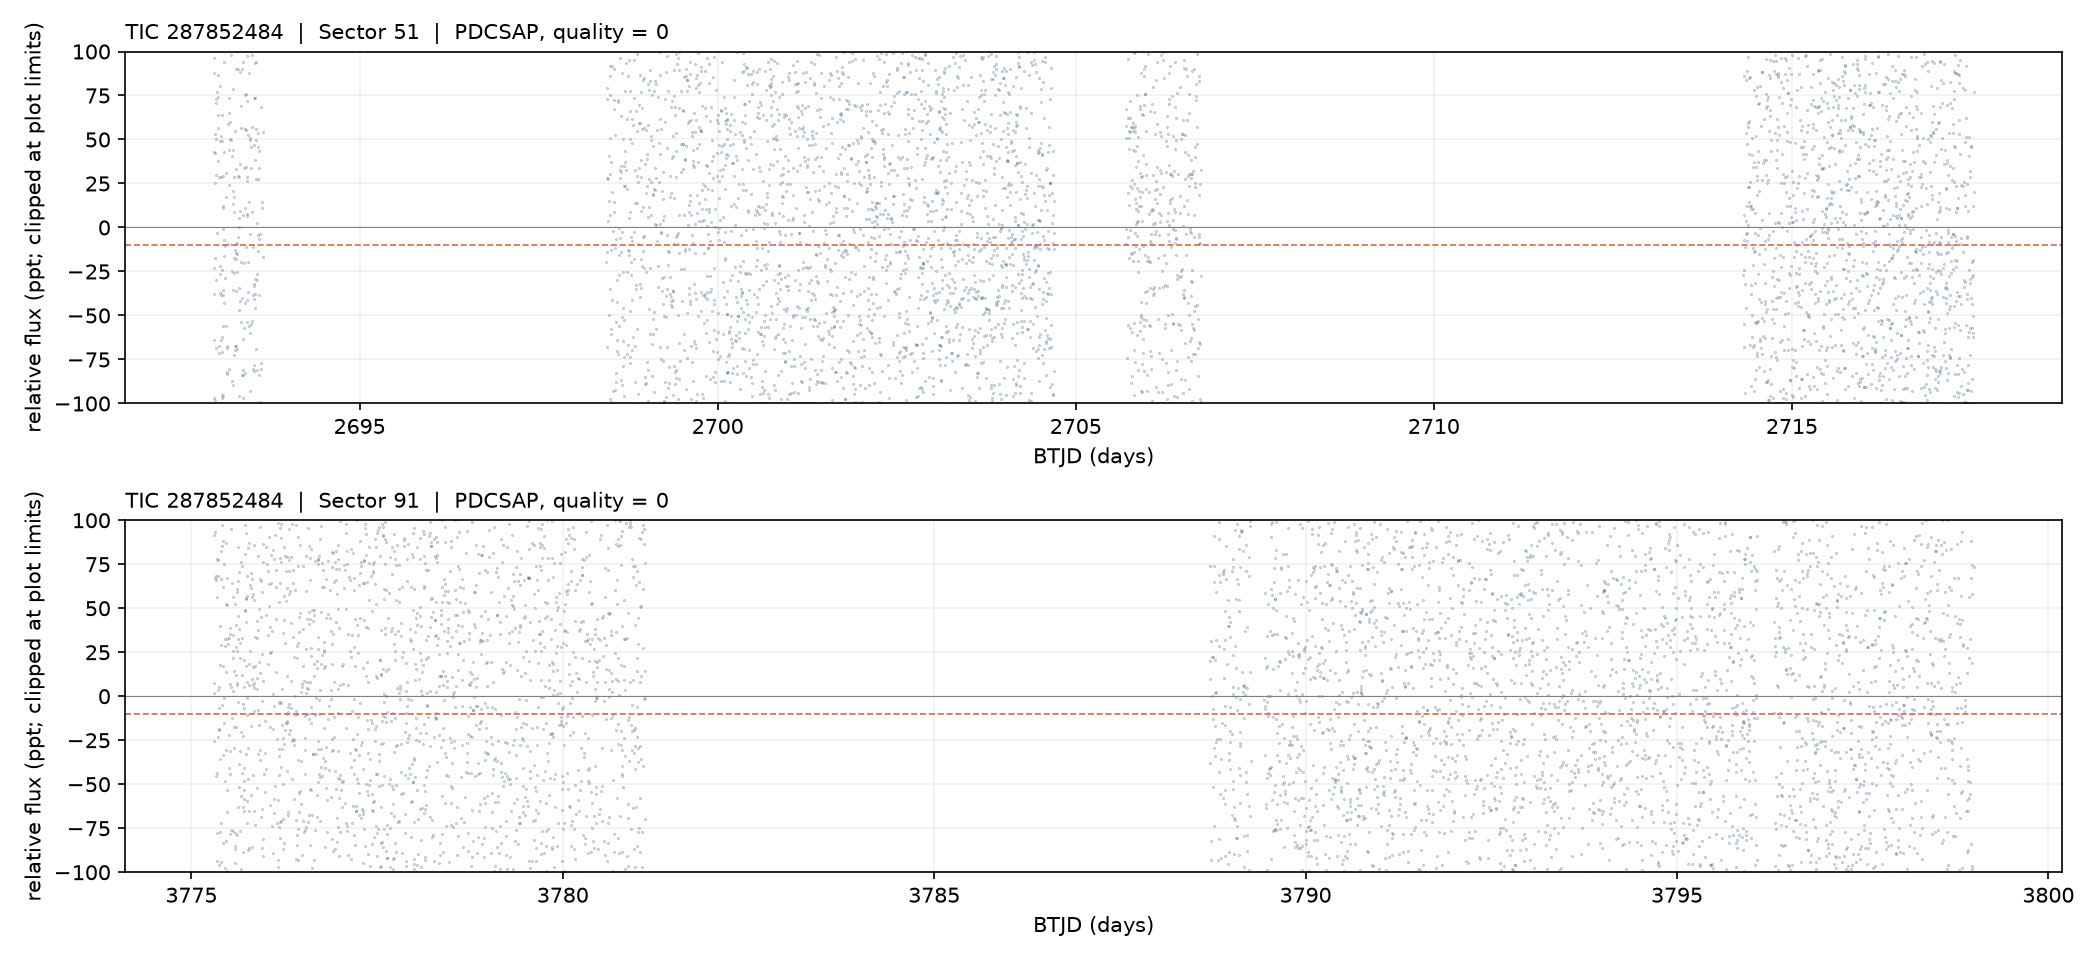 TIC 287852484 | Sector 51 | PDCSAP, quality = 0
relative flux (ppt; clipped at plot limits)
100
75
50
25
0
−25
−50
−75
−100
2695 2700 2705 2710 2715
BTJD (days)
TIC 287852484 | Sector 91 | PDCSAP, quality = 0
relative flux (ppt; clipped at plot limits)
100
75
50
25
0
−25
−50
−75
−100
3775 3780 3785 3790 3795 3800
BTJD (days)